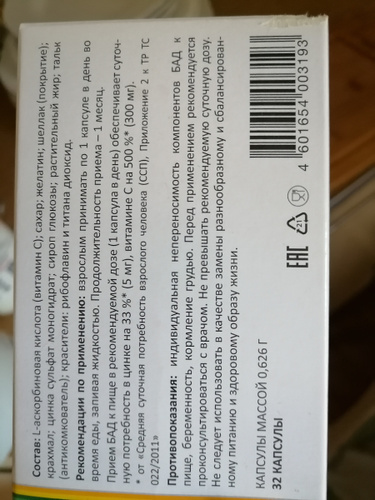 Состав: L-аскорбиновая кислота (витамин С); сахар; желатин; шеллак (покрытие);
крахмал; цинка сульфат моногидрат; сироп глюкозы; растительный жир; тальк
(антикомкователь); красители: рибофлавин и титана диоксид.
Рекомендации по применению: взрослым принимать по 1 капсуле в день во
время еды, запивая жидкостью. Продолжительность приема – 1 месяц.
Прием БАД к пище в рекомендуемой дозе (1 капсула в день) обеспечивает суточ-
ную потребность в цинке на 33 %* (5 мг), витамине С на 500 %* (300 мг).
* от «Средняя суточная потребность взрослого человека (ССП), Приложение 2 к ТР ТС
022/2011»
Противопоказания: индивидуальная непереносимость компонентов БАД к
пище, беременность, кормление грудью. Перед применением рекомендуется
проконсультироваться с врачом. Не превышать рекомендуемую суточную дозу.
Не следует использовать в качестве замены разнообразному и сбалансирован-
ному питанию и здоровому образу жизни.
КАПСУЛЫ МАССОЙ 0,626 г
32 КАПСУЛЫ
EAC
21
4 601654 003193